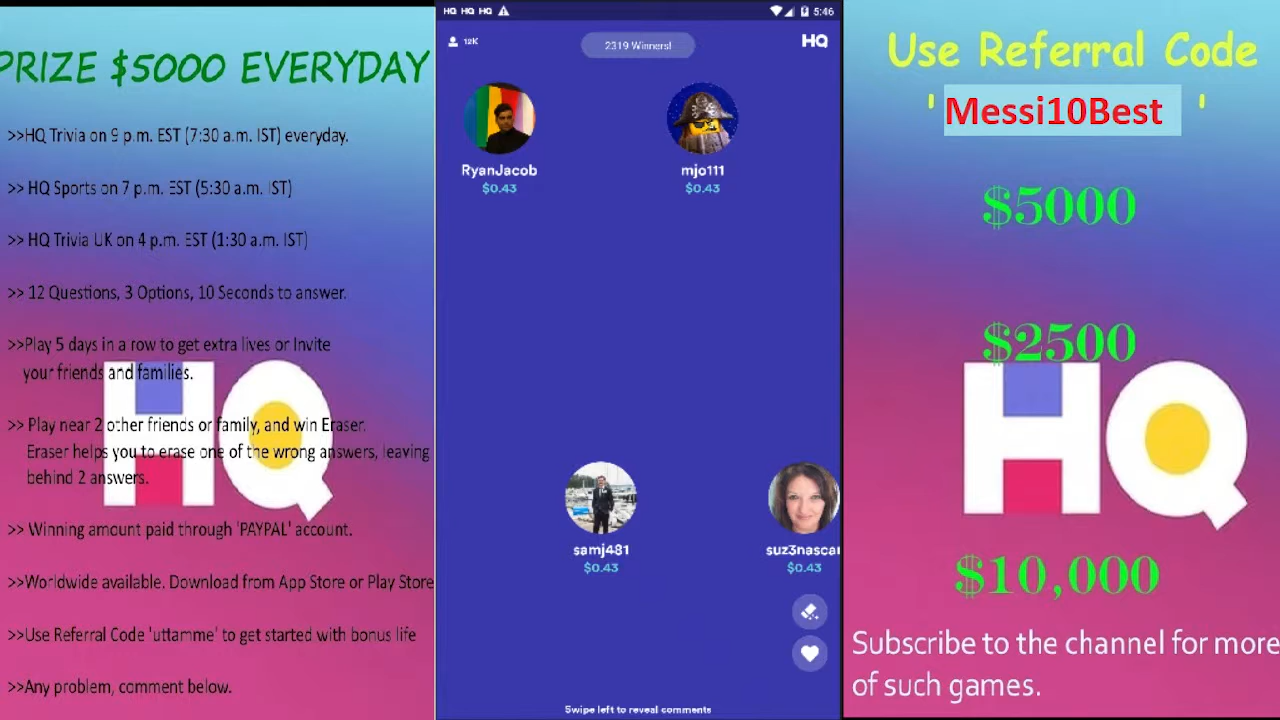 PRIZE $5000 EVERYDAY
>>HQ Trivia on 9 p.m. EST (7:30 a.m. IST) everyday.
>> HQ Sports on 7 p.m. EST (5:30 a.m. IST)
>> HQ Trivia UK on 4 p.m. EST (1:30 a.m. IST)
>> 12 Questions, 3 Options, 10 Seconds to answer.
>>Play 5 days in a row to get extra lives or Invite
your friends and families.
>> Play near 2 other friends or family, and win Eraser.
Eraser helps you to erase one of the wrong answers, leaving
behind 2 answers.
>> Winning amount paid through 'PAYPAL' account.
>>Worldwide available. Download from App Store or Play Store
>>Use Referral Code 'uttamme' to get started with bonus life
>>Any problem, comment below.
HQ
HQ HQ HQ 5:46
12K
2319 Winners!
HQ
RyanJacob
$0.43
mjo111
$0.43
samj481
$0.43
suz3nascar
$0.43
Swipe left to reveal comments
Use Referral Code
' Messi10Best '
$5000
$2500
HQ
$10,000
Subscribe to the channel for more
of such games.